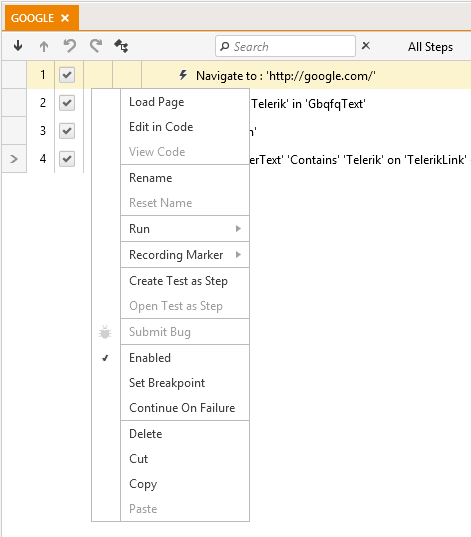 GOOGLE ×
Search × All Steps
1 Navigate to : 'http://google.com/'
2 Telerik' in 'GbqfqText'
3 n'
4 erText' 'Contains' 'Telerik' on 'TelerikLink'
Load Page
Edit in Code
View Code
Rename
Reset Name
Run
Recording Marker
Create Test as Step
Open Test as Step
Submit Bug
Enabled
Set Breakpoint
Continue On Failure
Delete
Cut
Copy
Paste